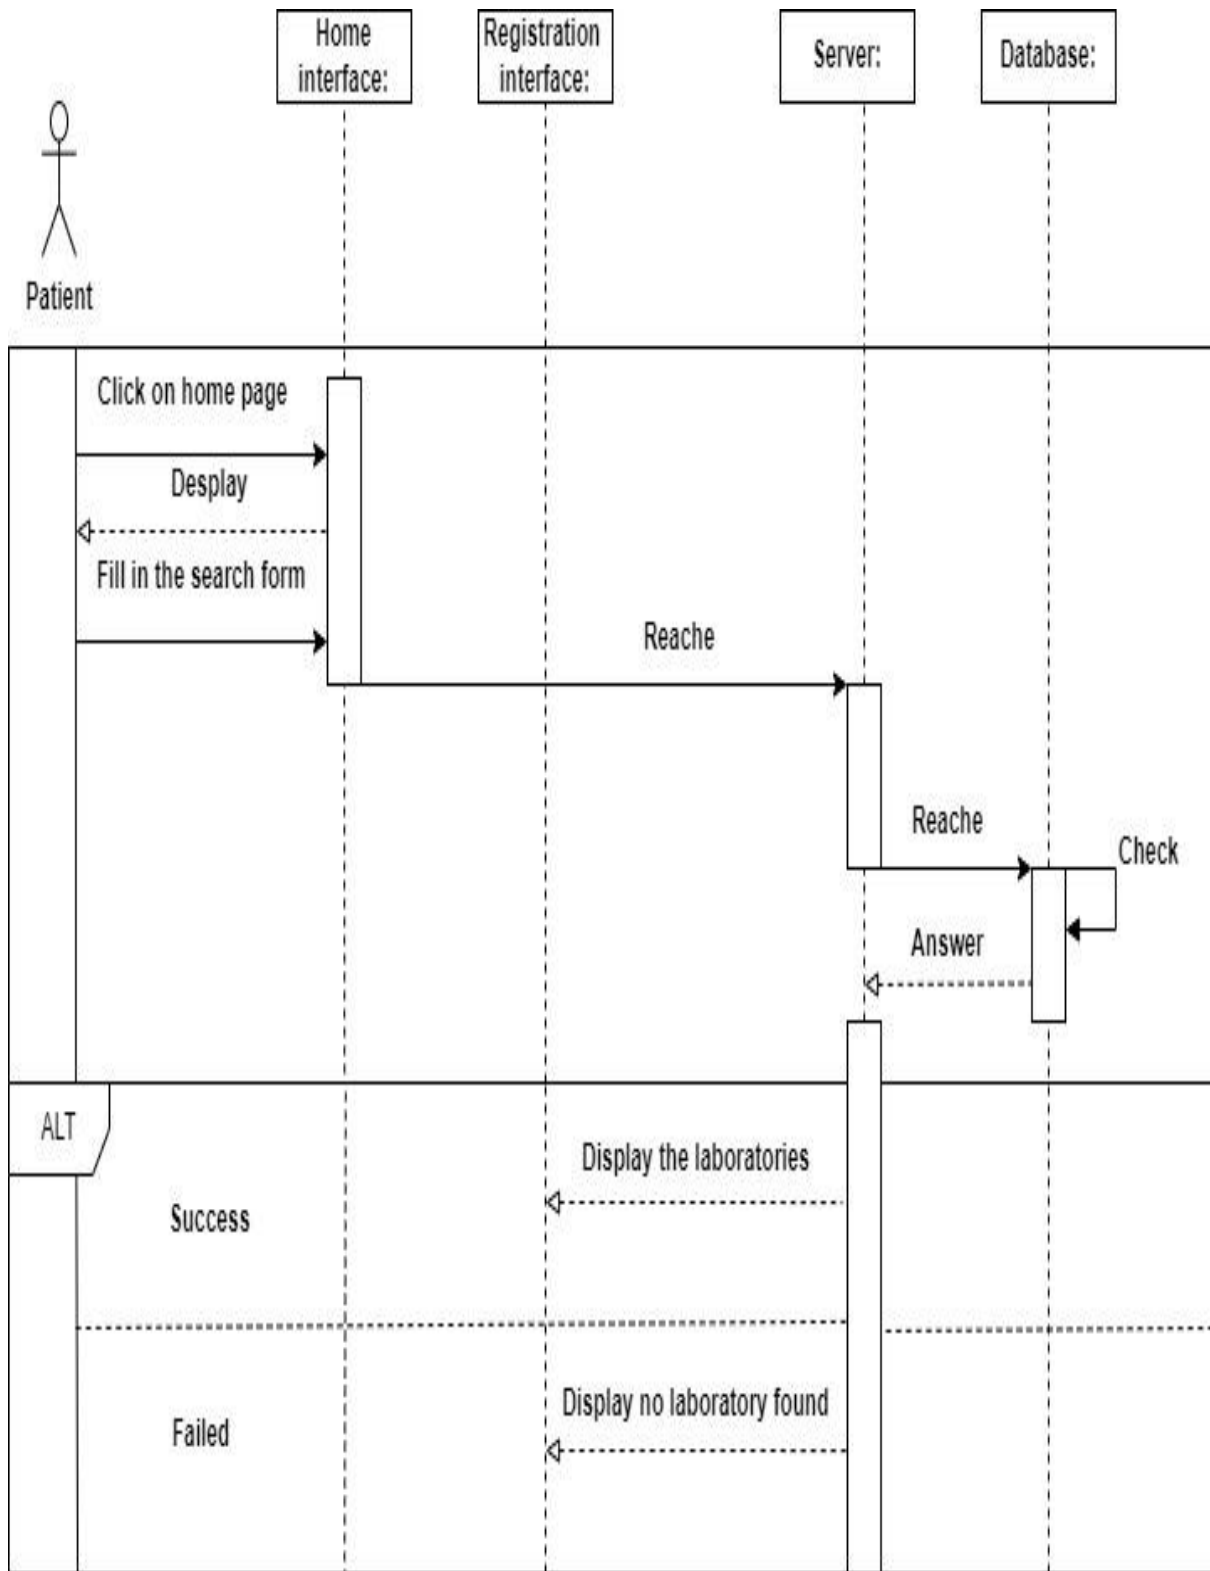 Home
interface:
Registration
interface:
Server:
Database:
Patient
Click on home page
Desplay
Fill in the search form
Reache
Reache
Check
Answer
ALT
Display the laboratories
Success
Display no laboratory found
Failed